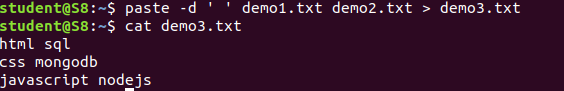 student@S8:~$ paste -d ' ' demo1.txt demo2.txt > demo3.txt
student@S8:~$ cat demo3.txt
html sql
css mongodb
javascript nodejs